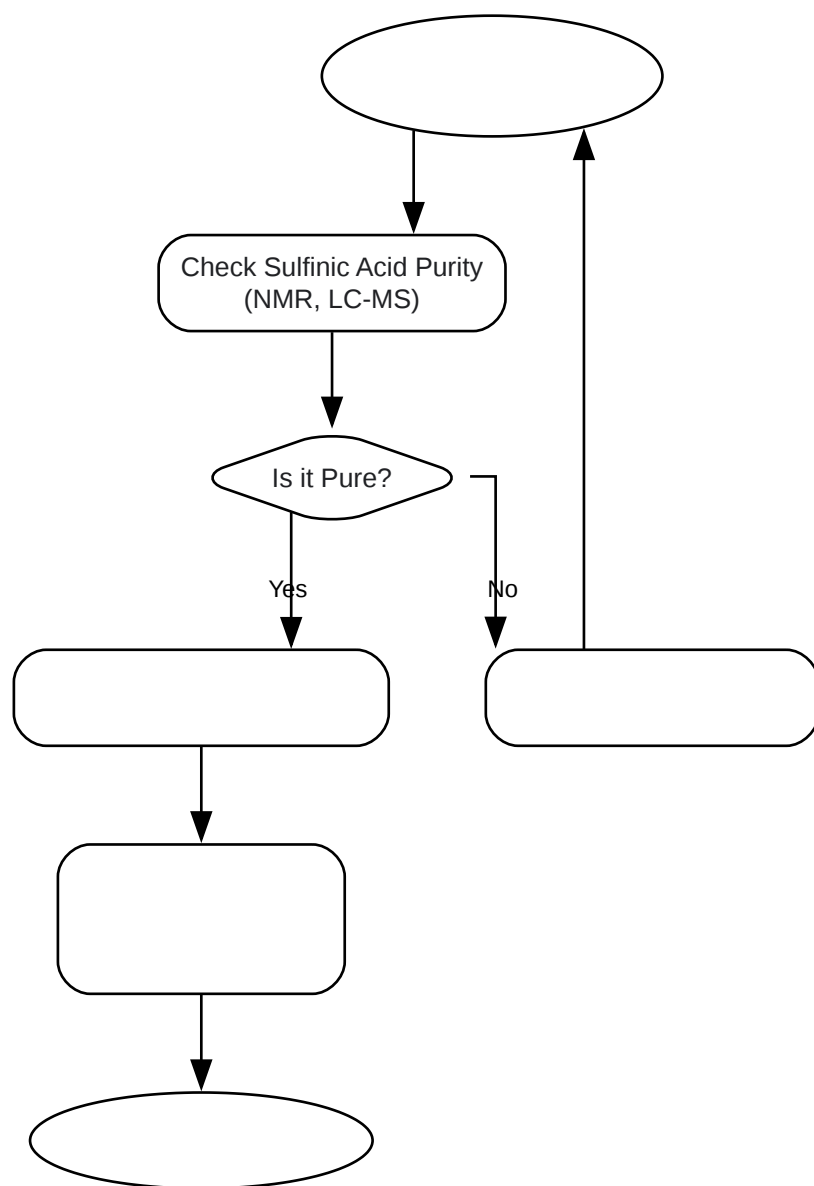 Check Sulfinic Acid Purity
(NMR, LC-MS)
Is it Pure?
Yes
No